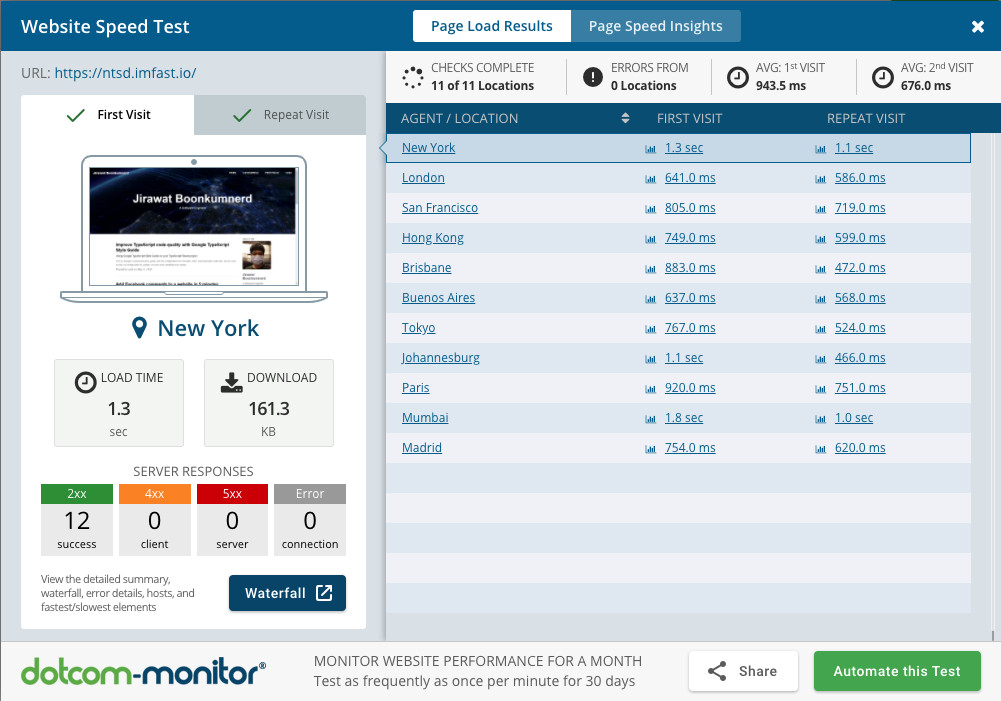 Website Speed Test
Page Load Results
Page Speed Insights
URL: https://ntsd.imfast.io/
First Visit
Repeat Visit
Jirawat Boonkumnerd
Improve TypeScript code quality with Google TypeScript
Style Guide
Add Facebook comments to a website in 5 minutes
New York
LOAD TIME
1.3
sec
DOWNLOAD
161.3
KB
SERVER RESPONSES
2xx 4xx 5xx Error
12 0 0 0
success client server connection
View the detailed summary,
waterfall, error details, hosts, and
fastest/slowest elements
Waterfall
CHECKS COMPLETE
11 of 11 Locations
ERRORS FROM
0 Locations
AVG: 1st VISIT
943.5 ms
AVG: 2nd VISIT
676.0 ms
AGENT / LOCATION FIRST VISIT REPEAT VISIT
New York 1.3 sec 1.1 sec
London 641.0 ms 586.0 ms
San Francisco 805.0 ms 719.0 ms
Hong Kong 749.0 ms 599.0 ms
Brisbane 883.0 ms 472.0 ms
Buenos Aires 637.0 ms 568.0 ms
Tokyo 767.0 ms 524.0 ms
Johannesburg 1.1 sec 466.0 ms
Paris 920.0 ms 751.0 ms
Mumbai 1.8 sec 1.0 sec
Madrid 754.0 ms 620.0 ms
dotcom-monitor®
MONITOR WEBSITE PERFORMANCE FOR A MONTH
Test as frequently as once per minute for 30 days
Share
Automate this Test